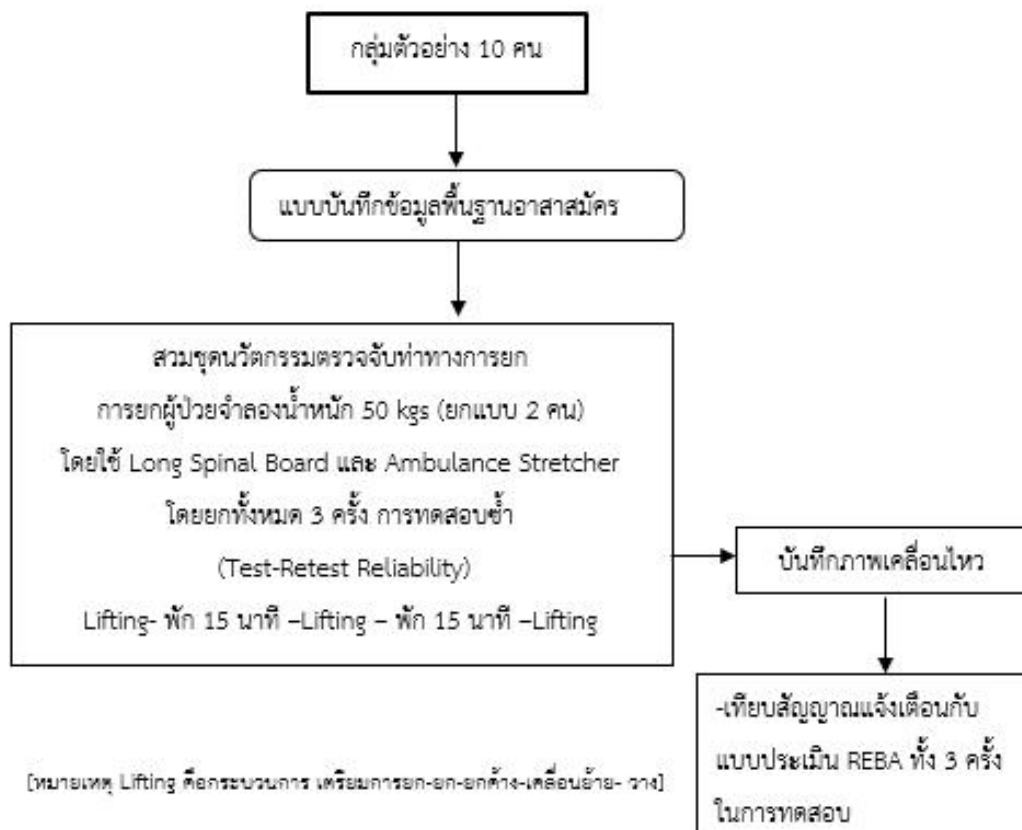 กลุ่มตัวอย่าง 10 คน
แบบบันทึกข้อมูลพื้นฐานอาสาสมัคร
สวมชุดนวัตกรรมตรวจจับท่าทางการยก
การยกผู้ป่วยจำลองน้ำหนัก 50 kgs (ยกแบบ 2 คน)
โดยใช้ Long Spinal Board และ Ambulance Stretcher
โดยยกทั้งหมด 3 ครั้ง การทดสอบซ้ำ
(Test-Retest Reliability)
Lifting- พัก 15 นาที –Lifting – พัก 15 นาที –Lifting
บันทึกภาพเคลื่อนไหว
-เทียบสัญญาณแจ้งเตือนกับ
แบบประเมิน REBA ทั้ง 3 ครั้ง
ในการทดสอบ
[หมายเหตุ Lifting คือกระบวนการ เตรียมการยก-ยก-ยกค้าง-เคลื่อนย้าย- วาง]